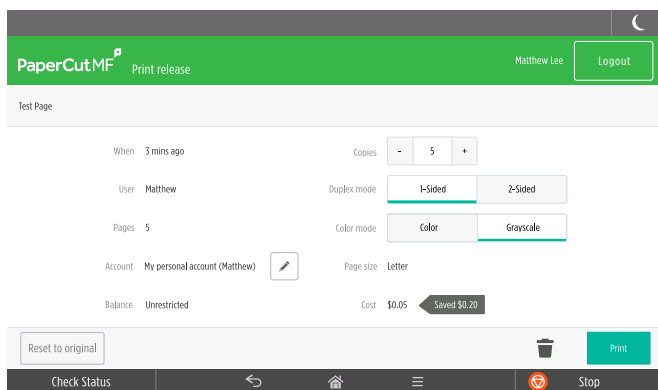 PaperCutMF P Print release
Matthew Lee
Logout
Test Page
When 3 mins ago
User Matthew
Pages 5
Account My personal account (Matthew)
Balance Unrestricted
Copies - 5 +
Duplex mode 1-Sided 2-Sided
Color mode Color Grayscale
Page size Letter
Cost $0.05 Saved $0.20
Reset to original
Print
Check Status
Stop